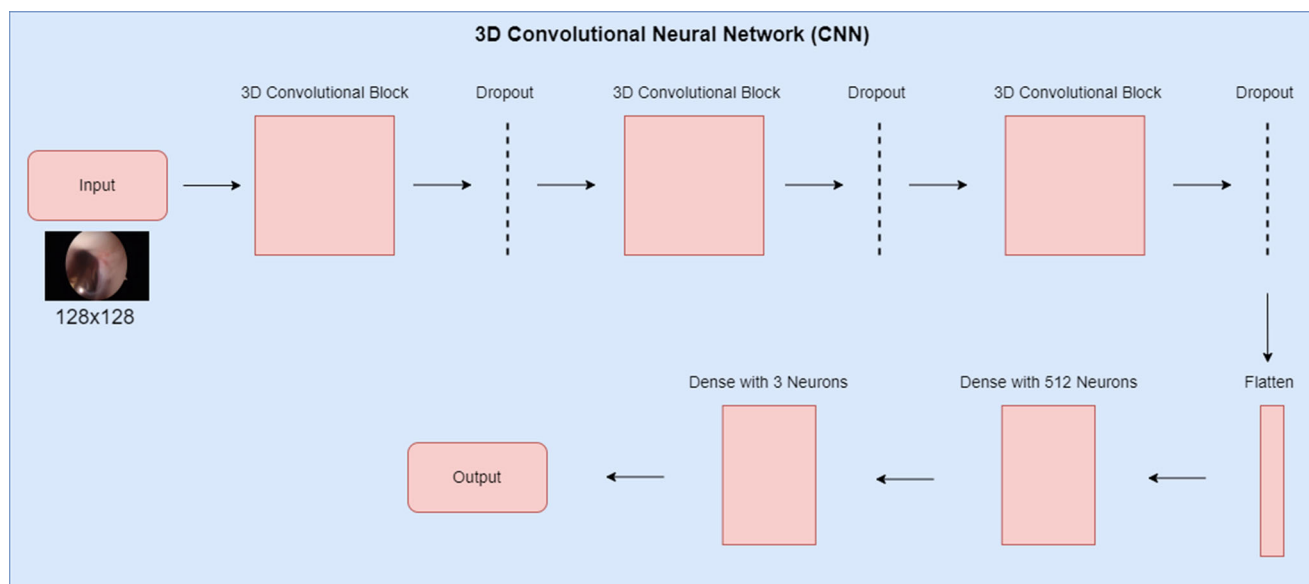 3D Convolutional Neural Network (CNN)
3D Convolutional Block
Dropout
3D Convolutional Block
Dropout
3D Convolutional Block
Dropout
Input
128x128
Flatten
Dense with 512 Neurons
Dense with 3 Neurons
Output